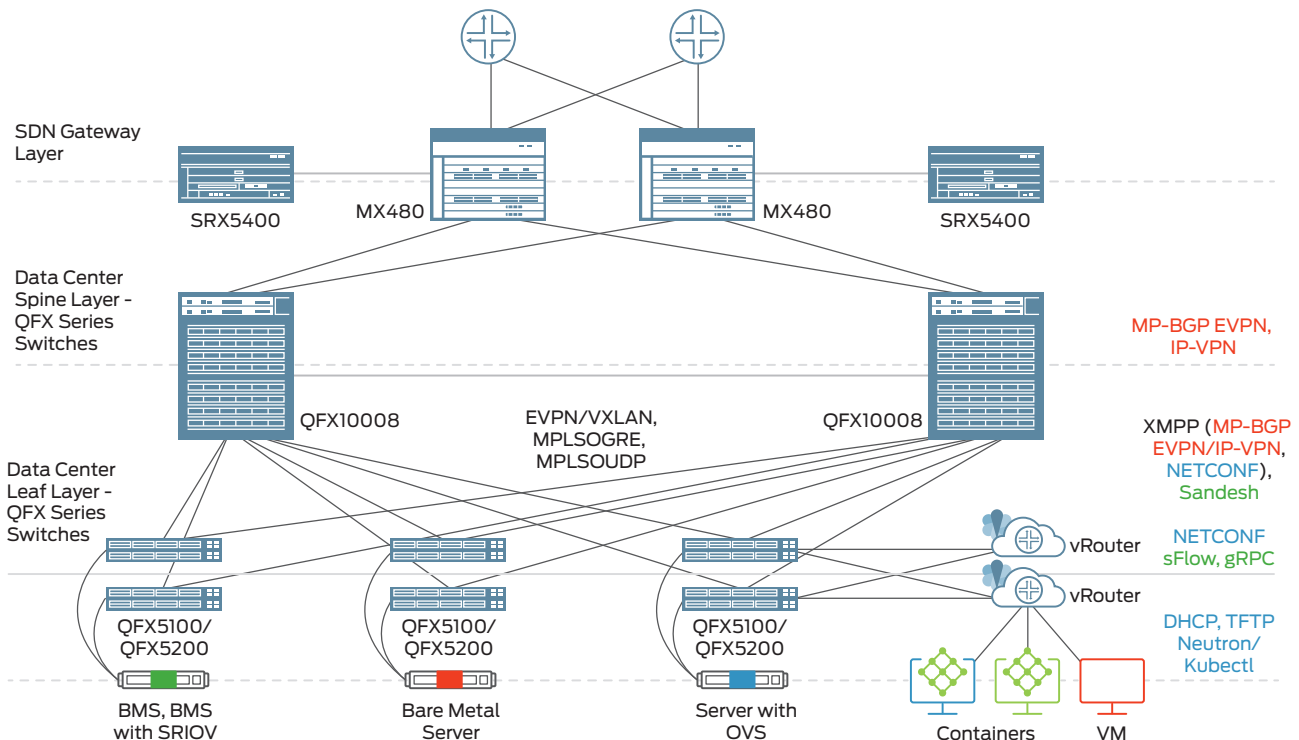 SDN Gateway
Layer
SRX5400
MX480
MX480
SRX5400
Data Center
Spine Layer -
QFX Series
Switches
MP-BGP EVPN,
IP-VPN
QFX10008
EVPN/VXLAN,
MPLSOGRE,
MPLSOUDP
QFX10008
XMPP (MP-BGP
EVPN/IP-VPN,
NETCONF),
Sandesh
Data Center
Leaf Layer -
QFX Series
Switches
vRouter
NETCONF
sFlow, gRPC
vRouter
QFX5100/
QFX5200
QFX5100/
QFX5200
QFX5100/
QFX5200
DHCP, TFTP
Neutron/
Kubectl
BMS, BMS
with SRIOV
Bare Metal
Server
Server with
OVS
Containers
VM